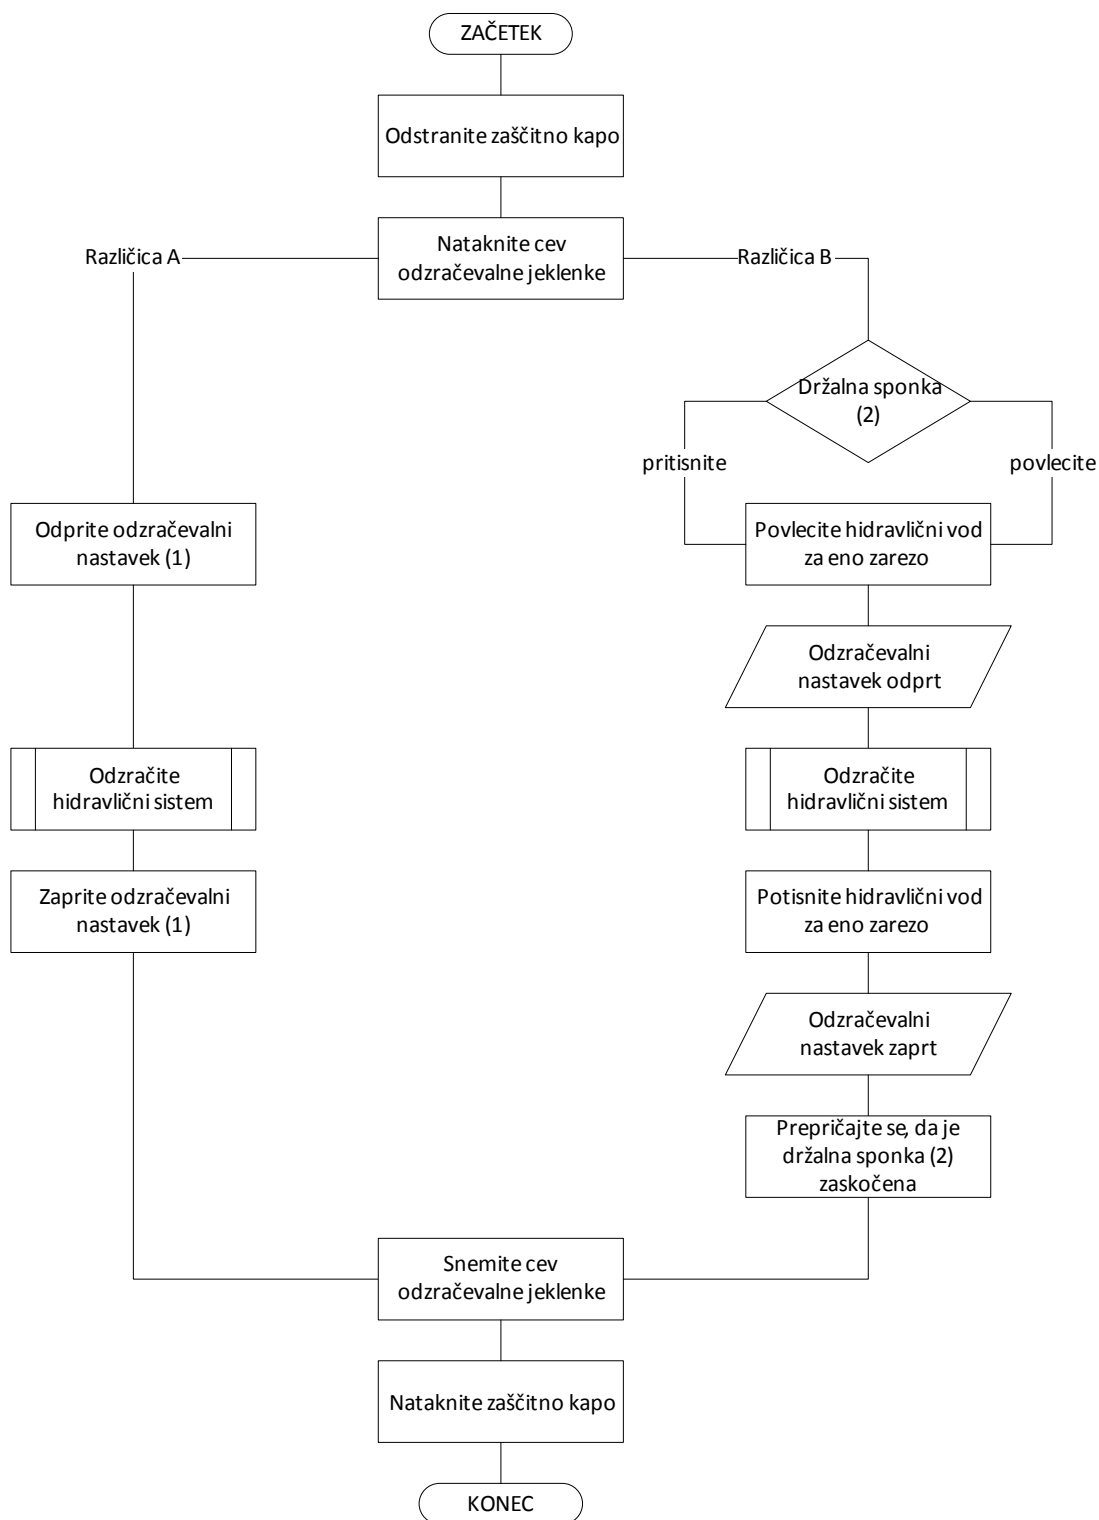 ZAČETEK
Odstranite zaščitno kapo
Nataknite cev
odzračevalne jeklenke
Različica A
Različica B
Držalna sponka
(2)
pritisnite
povlecite
Odprite odzračevalni
nastavek (1)
Povlecite hidravlični vod
za eno zarezo
Odzračevalni
nastavek odprt
Odzračite
hidravlični sistem
Odzračite
hidravlični sistem
Zaprite odzračevalni
nastavek (1)
Potisnite hidravlični vod
za eno zarezo
Odzračevalni
nastavek zaprt
Prepričajte se, da je
držalna sponka (2)
zaskočena
Snemite cev
odzračevalne jeklenke
Nataknite zaščitno kapo
KONEC